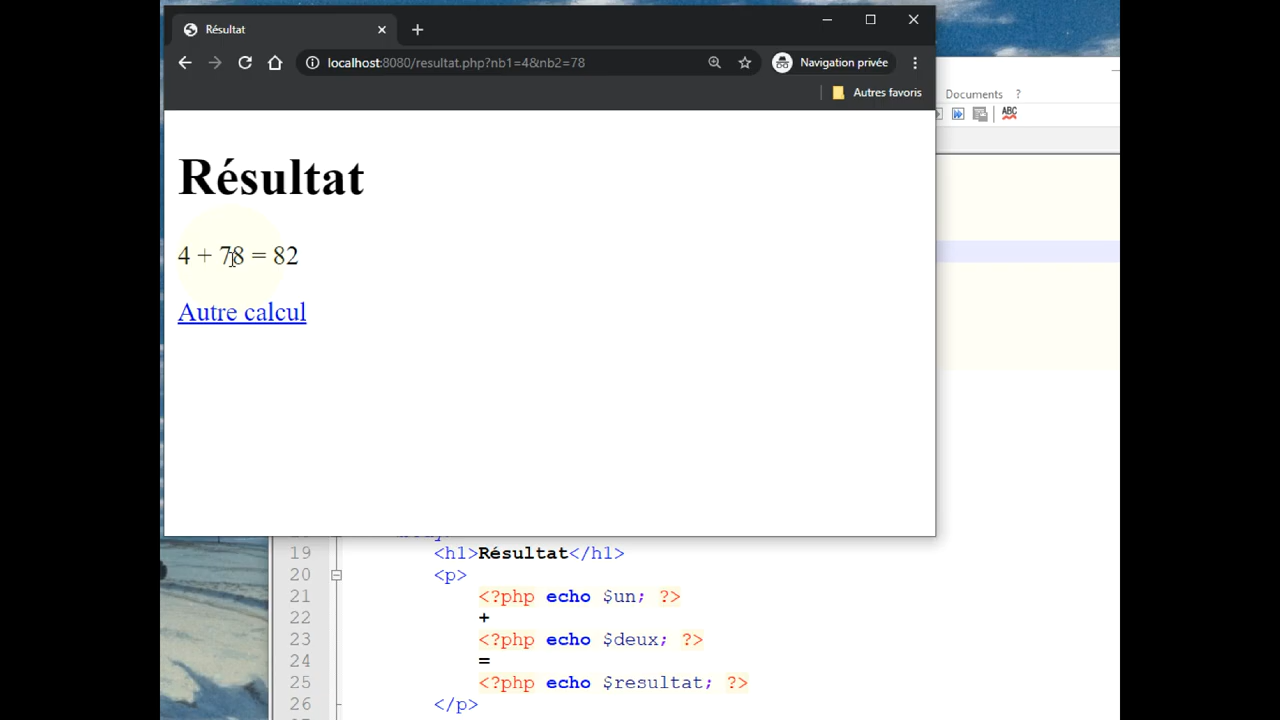 Résultat
localhost:8080/resultat.php?nb1=4&nb2=78
Navigation privée
Autres favoris
Documents ?
ABC
Résultat
4 + 78 = 82
Autre calcul
19 <h1>Résultat</h1>
20 <p>
21 <?php echo $un; ?>
22 +
23 <?php echo $deux; ?>
24 =
25 <?php echo $resultat; ?>
26 </p>